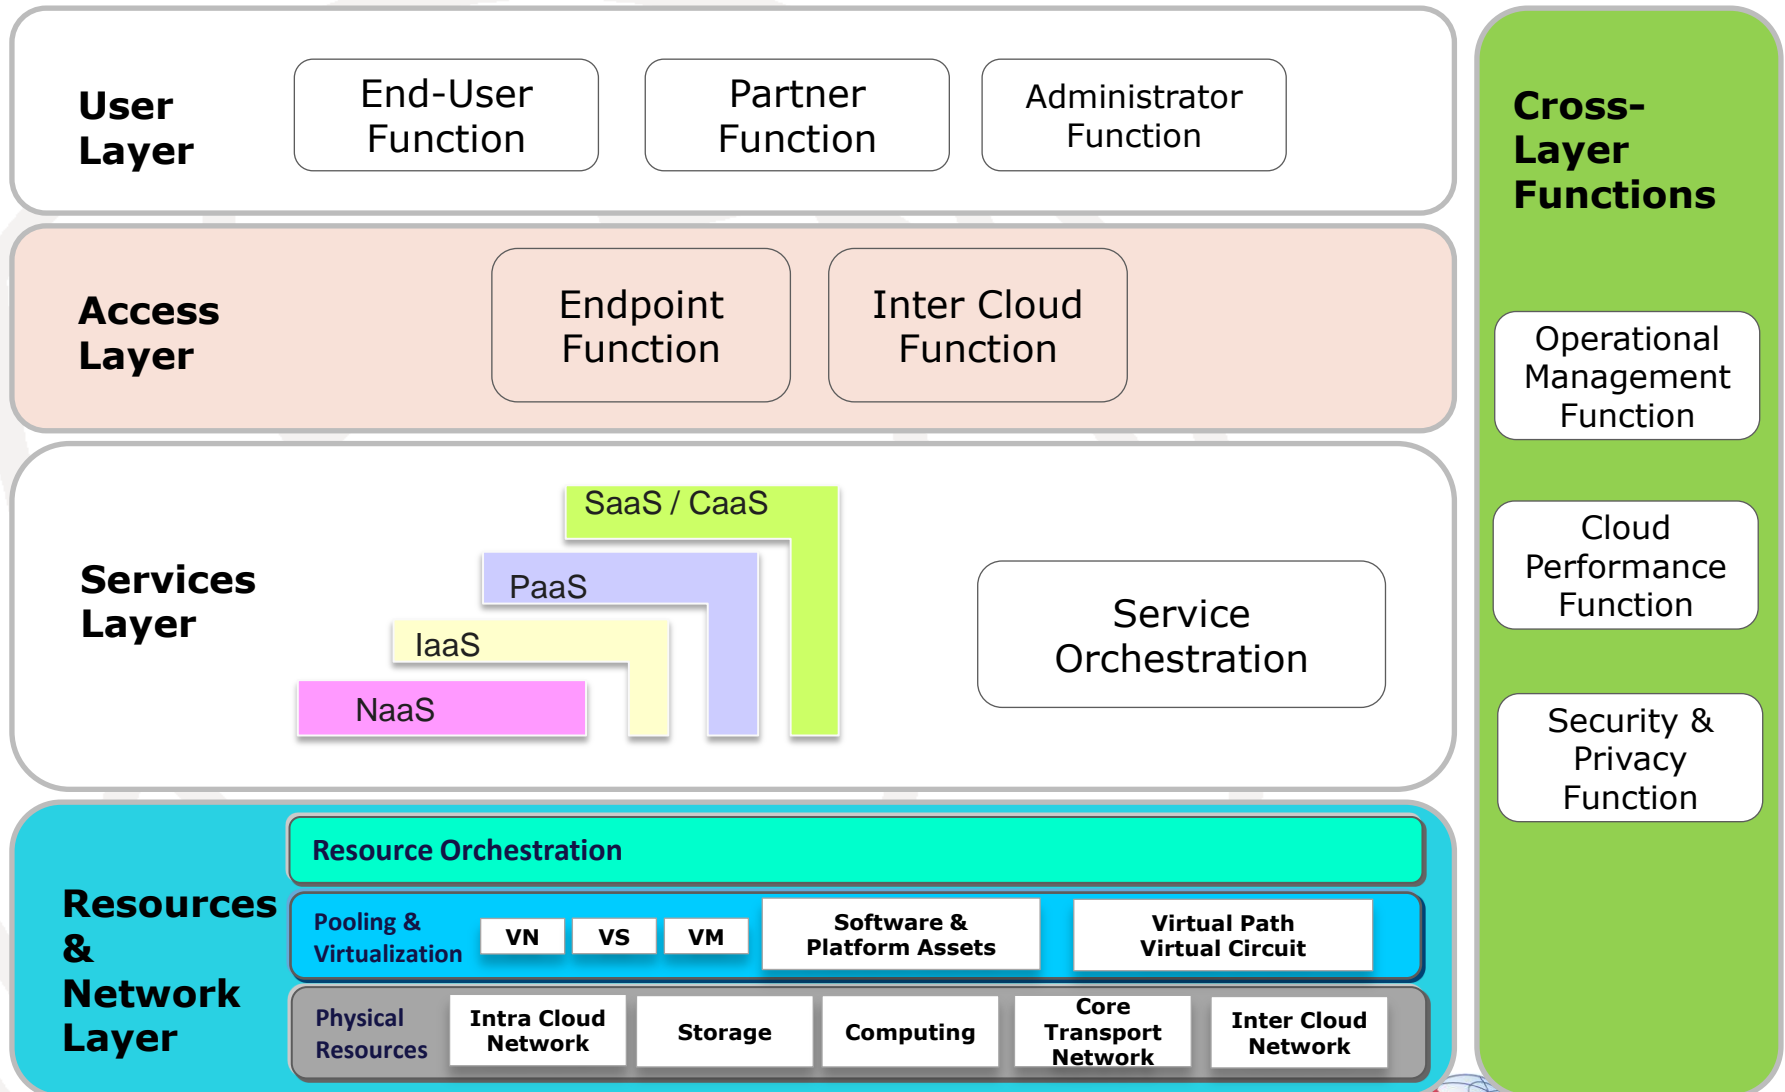 User
Layer
End-User
Function
Partner
Function
Administrator
Function
Access
Layer
Endpoint
Function
Inter Cloud
Function
Services
Layer
SaaS / CaaS
PaaS
IaaS
NaaS
Service
Orchestration
Resources
&
Network
Layer
Resource Orchestration
Pooling &
Virtualization
VN
VS
VM
Software &
Platform Assets
Virtual Path
Virtual Circuit
Physical
Resources
Intra Cloud
Network
Storage
Computing
Core
Transport
Network
Inter Cloud
Network
Cross-
Layer
Functions
Operational
Management
Function
Cloud
Performance
Function
Security &
Privacy
Function